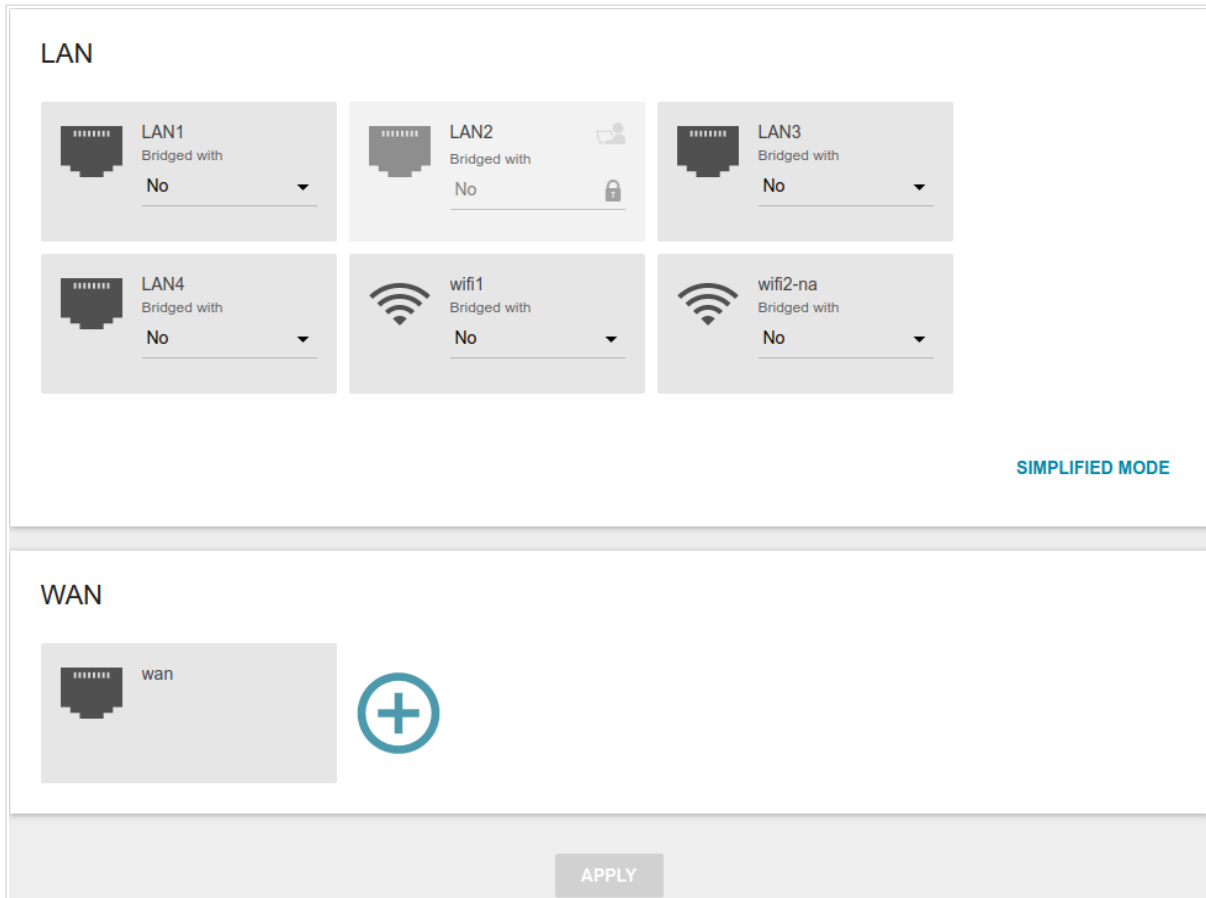 LAN
LAN1
Bridged with
No
LAN2
Bridged with
No
LAN3
Bridged with
No
LAN4
Bridged with
No
wifi1
Bridged with
No
wifi2-na
Bridged with
No
SIMPLIFIED MODE
WAN
wan
APPLY